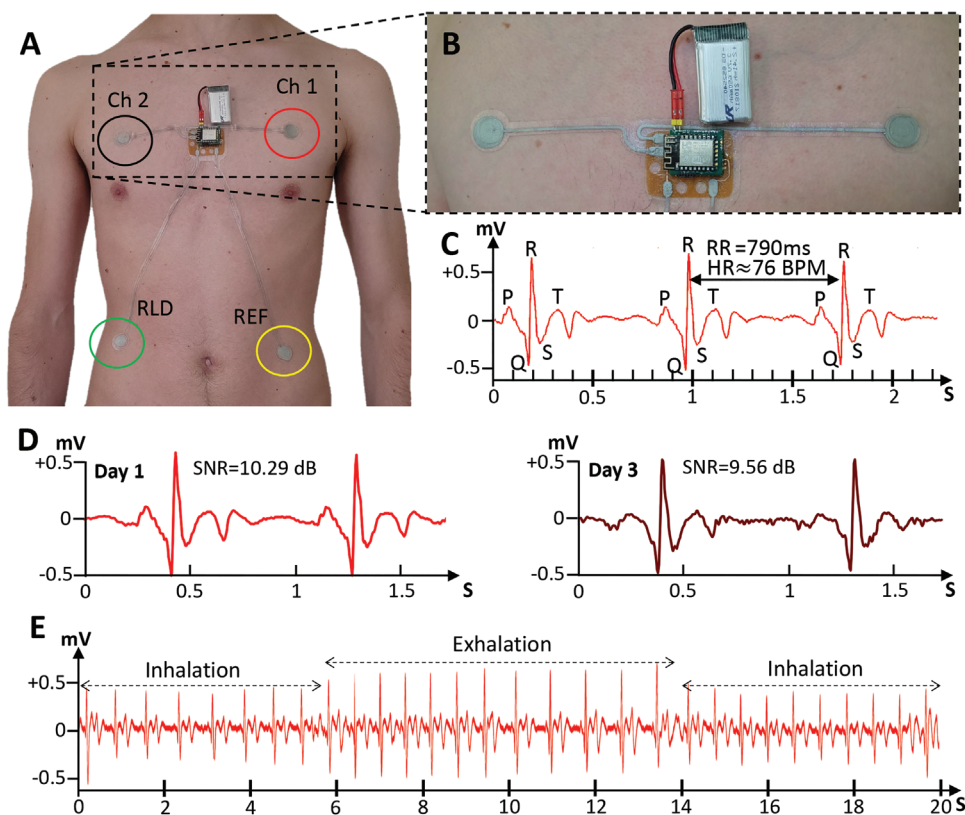 A
Ch 2
Ch 1
RLD
REF
B
C
mV
+0.5
0
-0.5
P
R
T
Q
S
P
R
T
Q
S
RR=790ms
HR≈76 BPM
P
R
T
Q
S
0
0.5
1
1.5
2
S
D
mV
+0.5
0
-0.5
Day 1
SNR=10.29 dB
0
0.5
1
1.5
S
mV
+0.5
0
-0.5
Day 3
SNR=9.56 dB
0
0.5
1
1.5
S
E
mV
+0.5
0
-0.5
Inhalation
Exhalation
Inhalation
0
2
4
6
8
10
12
14
16
18
20
S